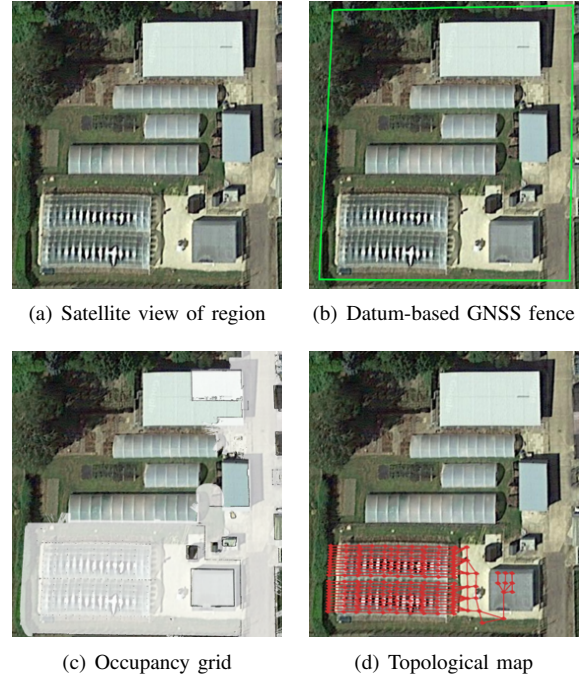 (a) Satellite view of region
(b) Datum-based GNSS fence
(c) Occupancy grid
(d) Topological map